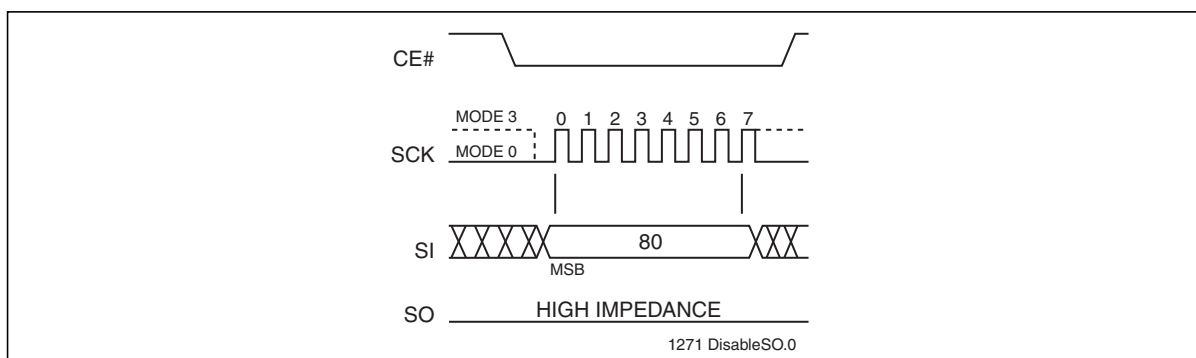 CE#
MODE 3 0 1 2 3 4 5 6 7
SCK MODE 0
SI 80
MSB
SO HIGH IMPEDANCE
1271 DisableSO.0